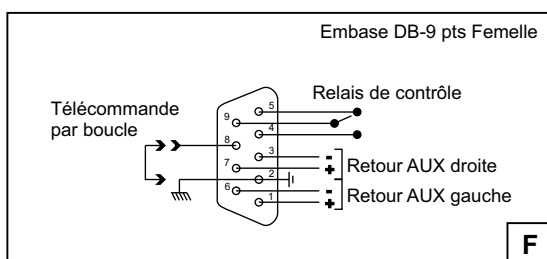 Embase DB-9 pts Femelle
Télécommande
par boucle
Relais de contrôle
5
9
4
8
3
-
7
+
Retour AUX droite
2
6
-
+
Retour AUX gauche
1
F